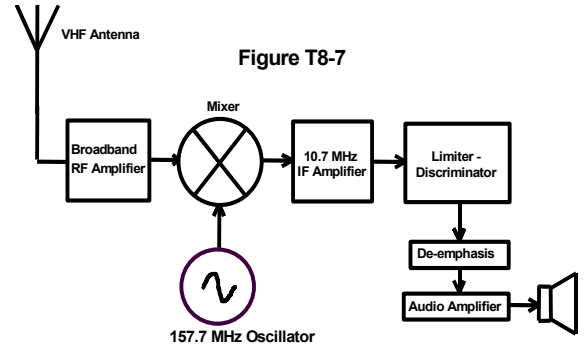 VHF Antenna
Figure T8-7
Mixer
Broadband
RF Amplifier
10.7 MHz
IF Amplifier
Limiter -
Discriminator
De-emphasis
Audio Amplifier
157.7 MHz Oscillator